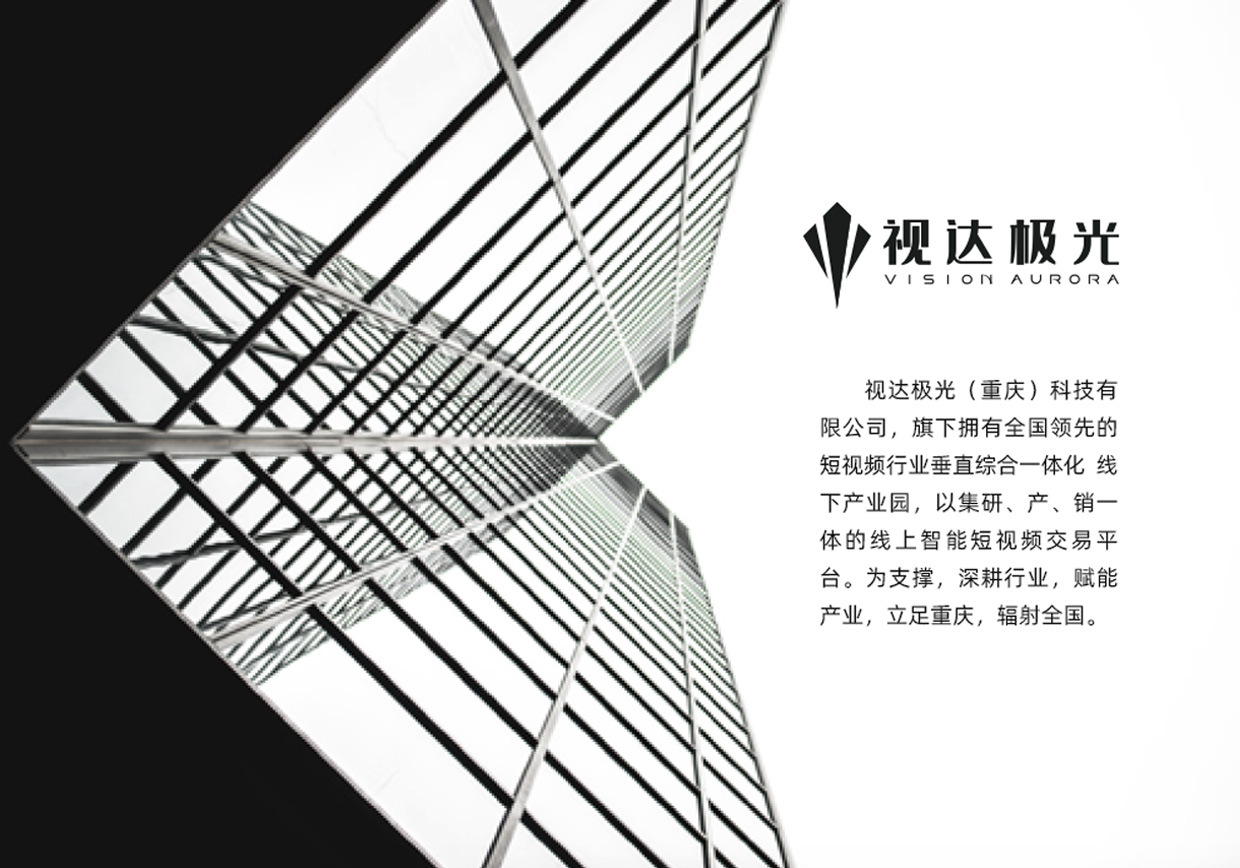 视达极光
VISION AURORA
视达极光（重庆）科技有
限公司，旗下拥有全国领先的
短视频行业垂直综合一体化 线
下产业园，以集研、产、销一
体的线上智能短视频交易平
台。为支撑，深耕行业，赋能
产业，立足重庆，辐射全国。